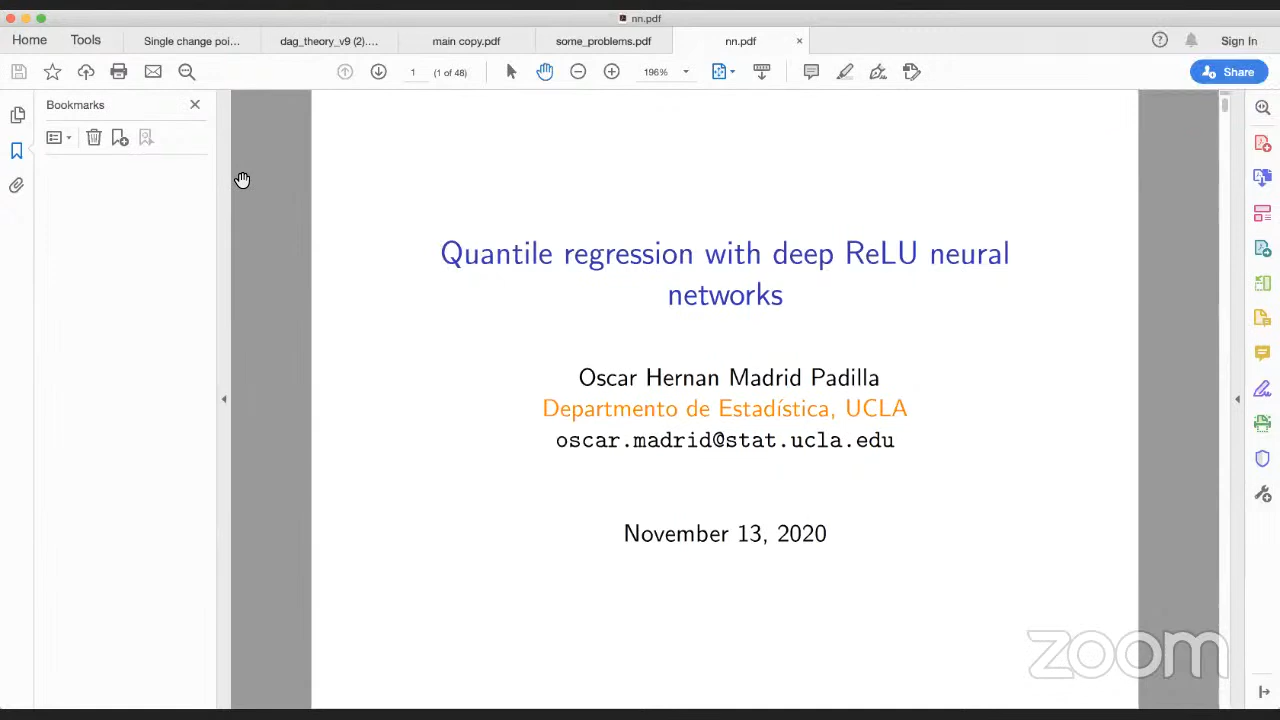 nn.pdf
Home Tools Single change poi... dag_theory_v9 (2).... main copy.pdf some_problems.pdf nn.pdf × Sign In
1 (1 of 48) 196% Share
Bookmarks
Quantile regression with deep ReLU neural
networks
Oscar Hernan Madrid Padilla
Departmento de Estadística, UCLA
oscar.madrid@stat.ucla.edu
November 13, 2020
zoom